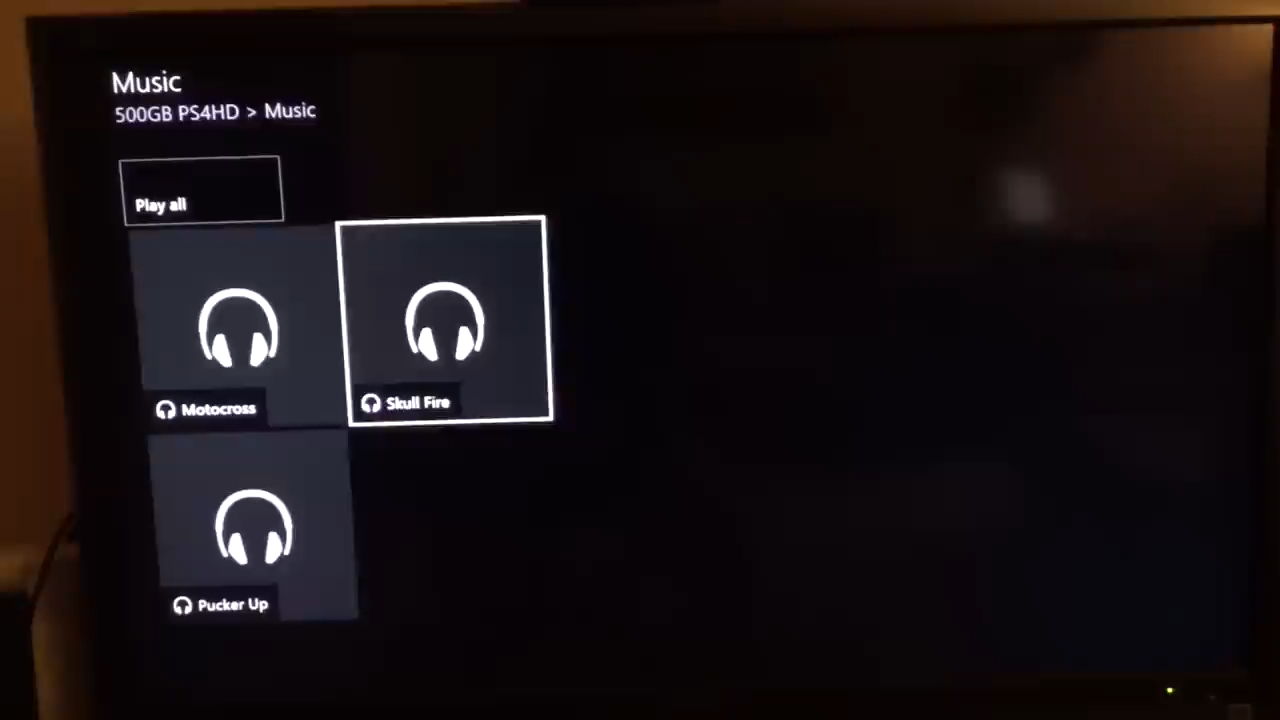 Music
500GB PS4HD > Music
Play all
Motocross
Skull Fire
Pucker Up